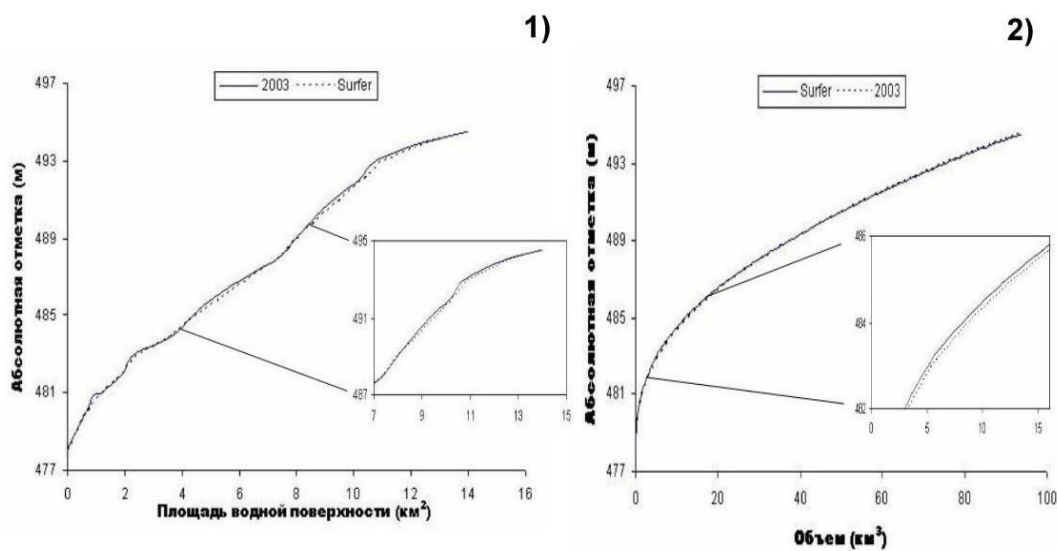 1)
2003 Surfer
Абсолютная отметка (м)
497
493
489
485
481
477
0 2 4 6 8 10 12 14 16
Площадь водной поверхности (км²)
495
491
487
7 9 11 13 15
2)
Surfer 2003
Абсолютная отметка (м)
497
493
489
485
481
477
0 20 40 60 80 100
Объем (км³)
486
484
482
0 5 10 15